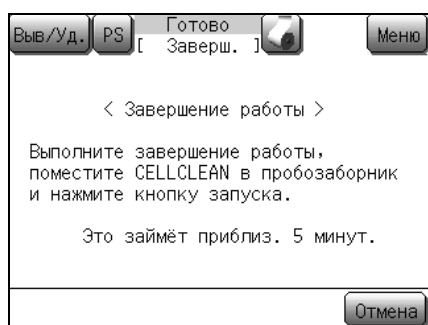 Выв/Уд. PS Готово Меню
[ Заверш. ]
< Завершение работы >
Выполните завершение работы,
поместите CELLCLEAN в пробозаборник
и нажмите кнопку запуска.
Это займёт приблиз. 5 минут.
Отмена